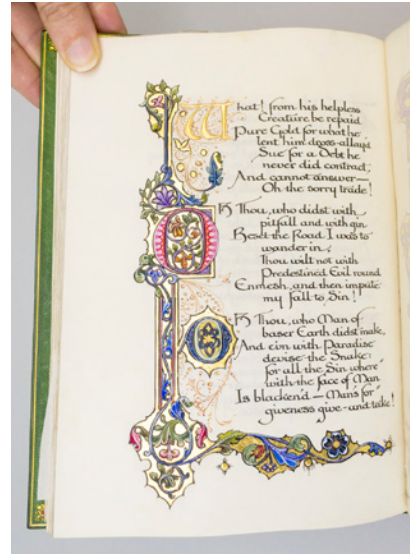 What! from his helpless
Creature be repaid
Pure Gold for what he
lent him dross-allay'd
Sue for a Debt he
never did contract,
And cannot answer—
Oh the sorry trade!
Oh Thou, who didst with
pitfall and with gin
Beset the Road I was to
wander in,
Thou wilt not with
Predestined Evil round
Enmesh, and then impute
my fall to Sin!
Oh Thou, who Man of
baser Earth didst make,
And ev'n with Paradise
devise the Snake:
for all the Sin where
with the face of Man
Is blacken'd — Man's for
giveness give-and take!